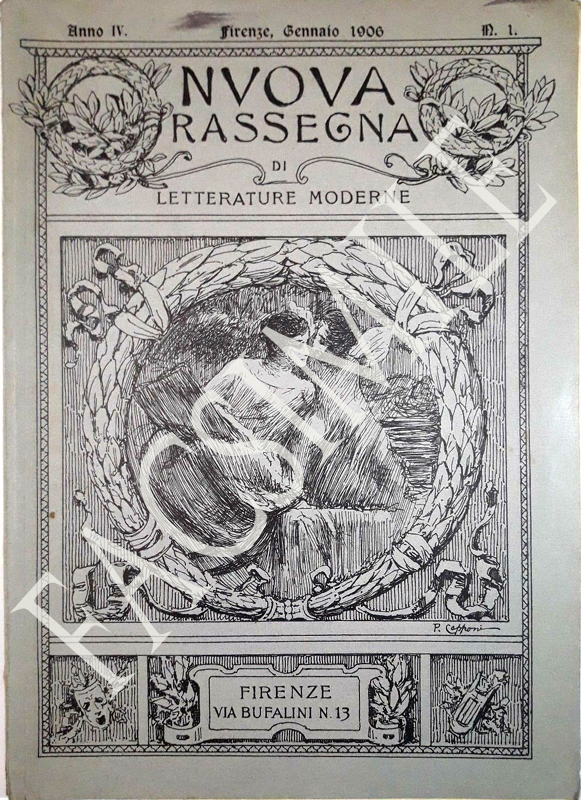 Anno IV. Firenze, Gennaio 1906 N. 1.
NVOVA
RASSEGNA
DI
LETTERATURE MODERNE
FACSIMILE
P. Capponi
FIRENZE
VIA BUFALINI N. 13